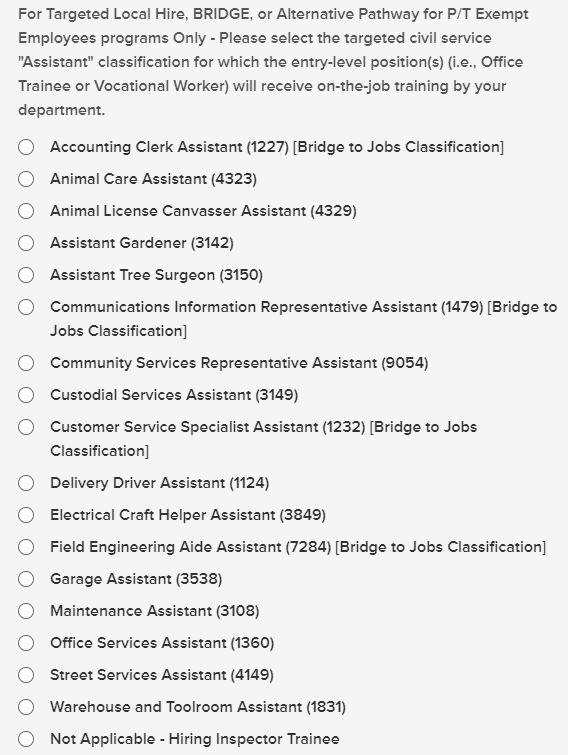 For Targeted Local Hire, BRIDGE, or Alternative Pathway for P/T Exempt
Employees programs Only - Please select the targeted civil service
"Assistant" classification for which the entry-level position(s) (i.e., Office
Trainee or Vocational Worker) will receive on-the-job training by your
department.
Accounting Clerk Assistant (1227) [Bridge to Jobs Classification]
Animal Care Assistant (4323)
Animal License Canvasser Assistant (4329)
Assistant Gardener (3142)
Assistant Tree Surgeon (3150)
Communications Information Representative Assistant (1479) [Bridge to
Jobs Classification]
Community Services Representative Assistant (9054)
Custodial Services Assistant (3149)
Customer Service Specialist Assistant (1232) [Bridge to Jobs
Classification]
Delivery Driver Assistant (1124)
Electrical Craft Helper Assistant (3849)
Field Engineering Aide Assistant (7284) [Bridge to Jobs Classification]
Garage Assistant (3538)
Maintenance Assistant (3108)
Office Services Assistant (1360)
Street Services Assistant (4149)
Warehouse and Toolroom Assistant (1831)
Not Applicable - Hiring Inspector Trainee